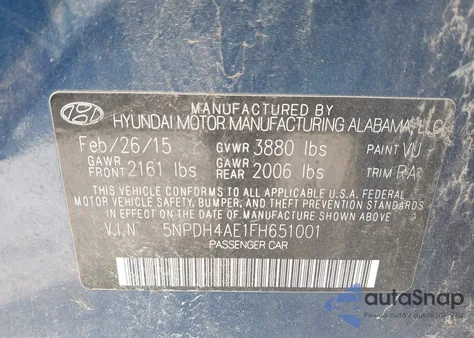 MANUFACTURED BY
HYUNDAI MOTOR MANUFACTURING ALABAMA, LLC
Feb/26/15 GVWR 3880 lbs PAINT VU
GAWR FRONT 2161 lbs GAWR REAR 2006 lbs TRIM RA
THIS VEHICLE CONFORMS TO ALL APPLICABLE U.S.A. FEDERAL
MOTOR VEHICLE SAFETY, BUMPER, AND THEFT PREVENTION
STANDARDS IN EFFECT ON THE DATE OF MANUFACTURE SHOWN ABOVE.
V.I.N 5NPDH4AE1FH651001
PASSENGER CAR
autaSnap